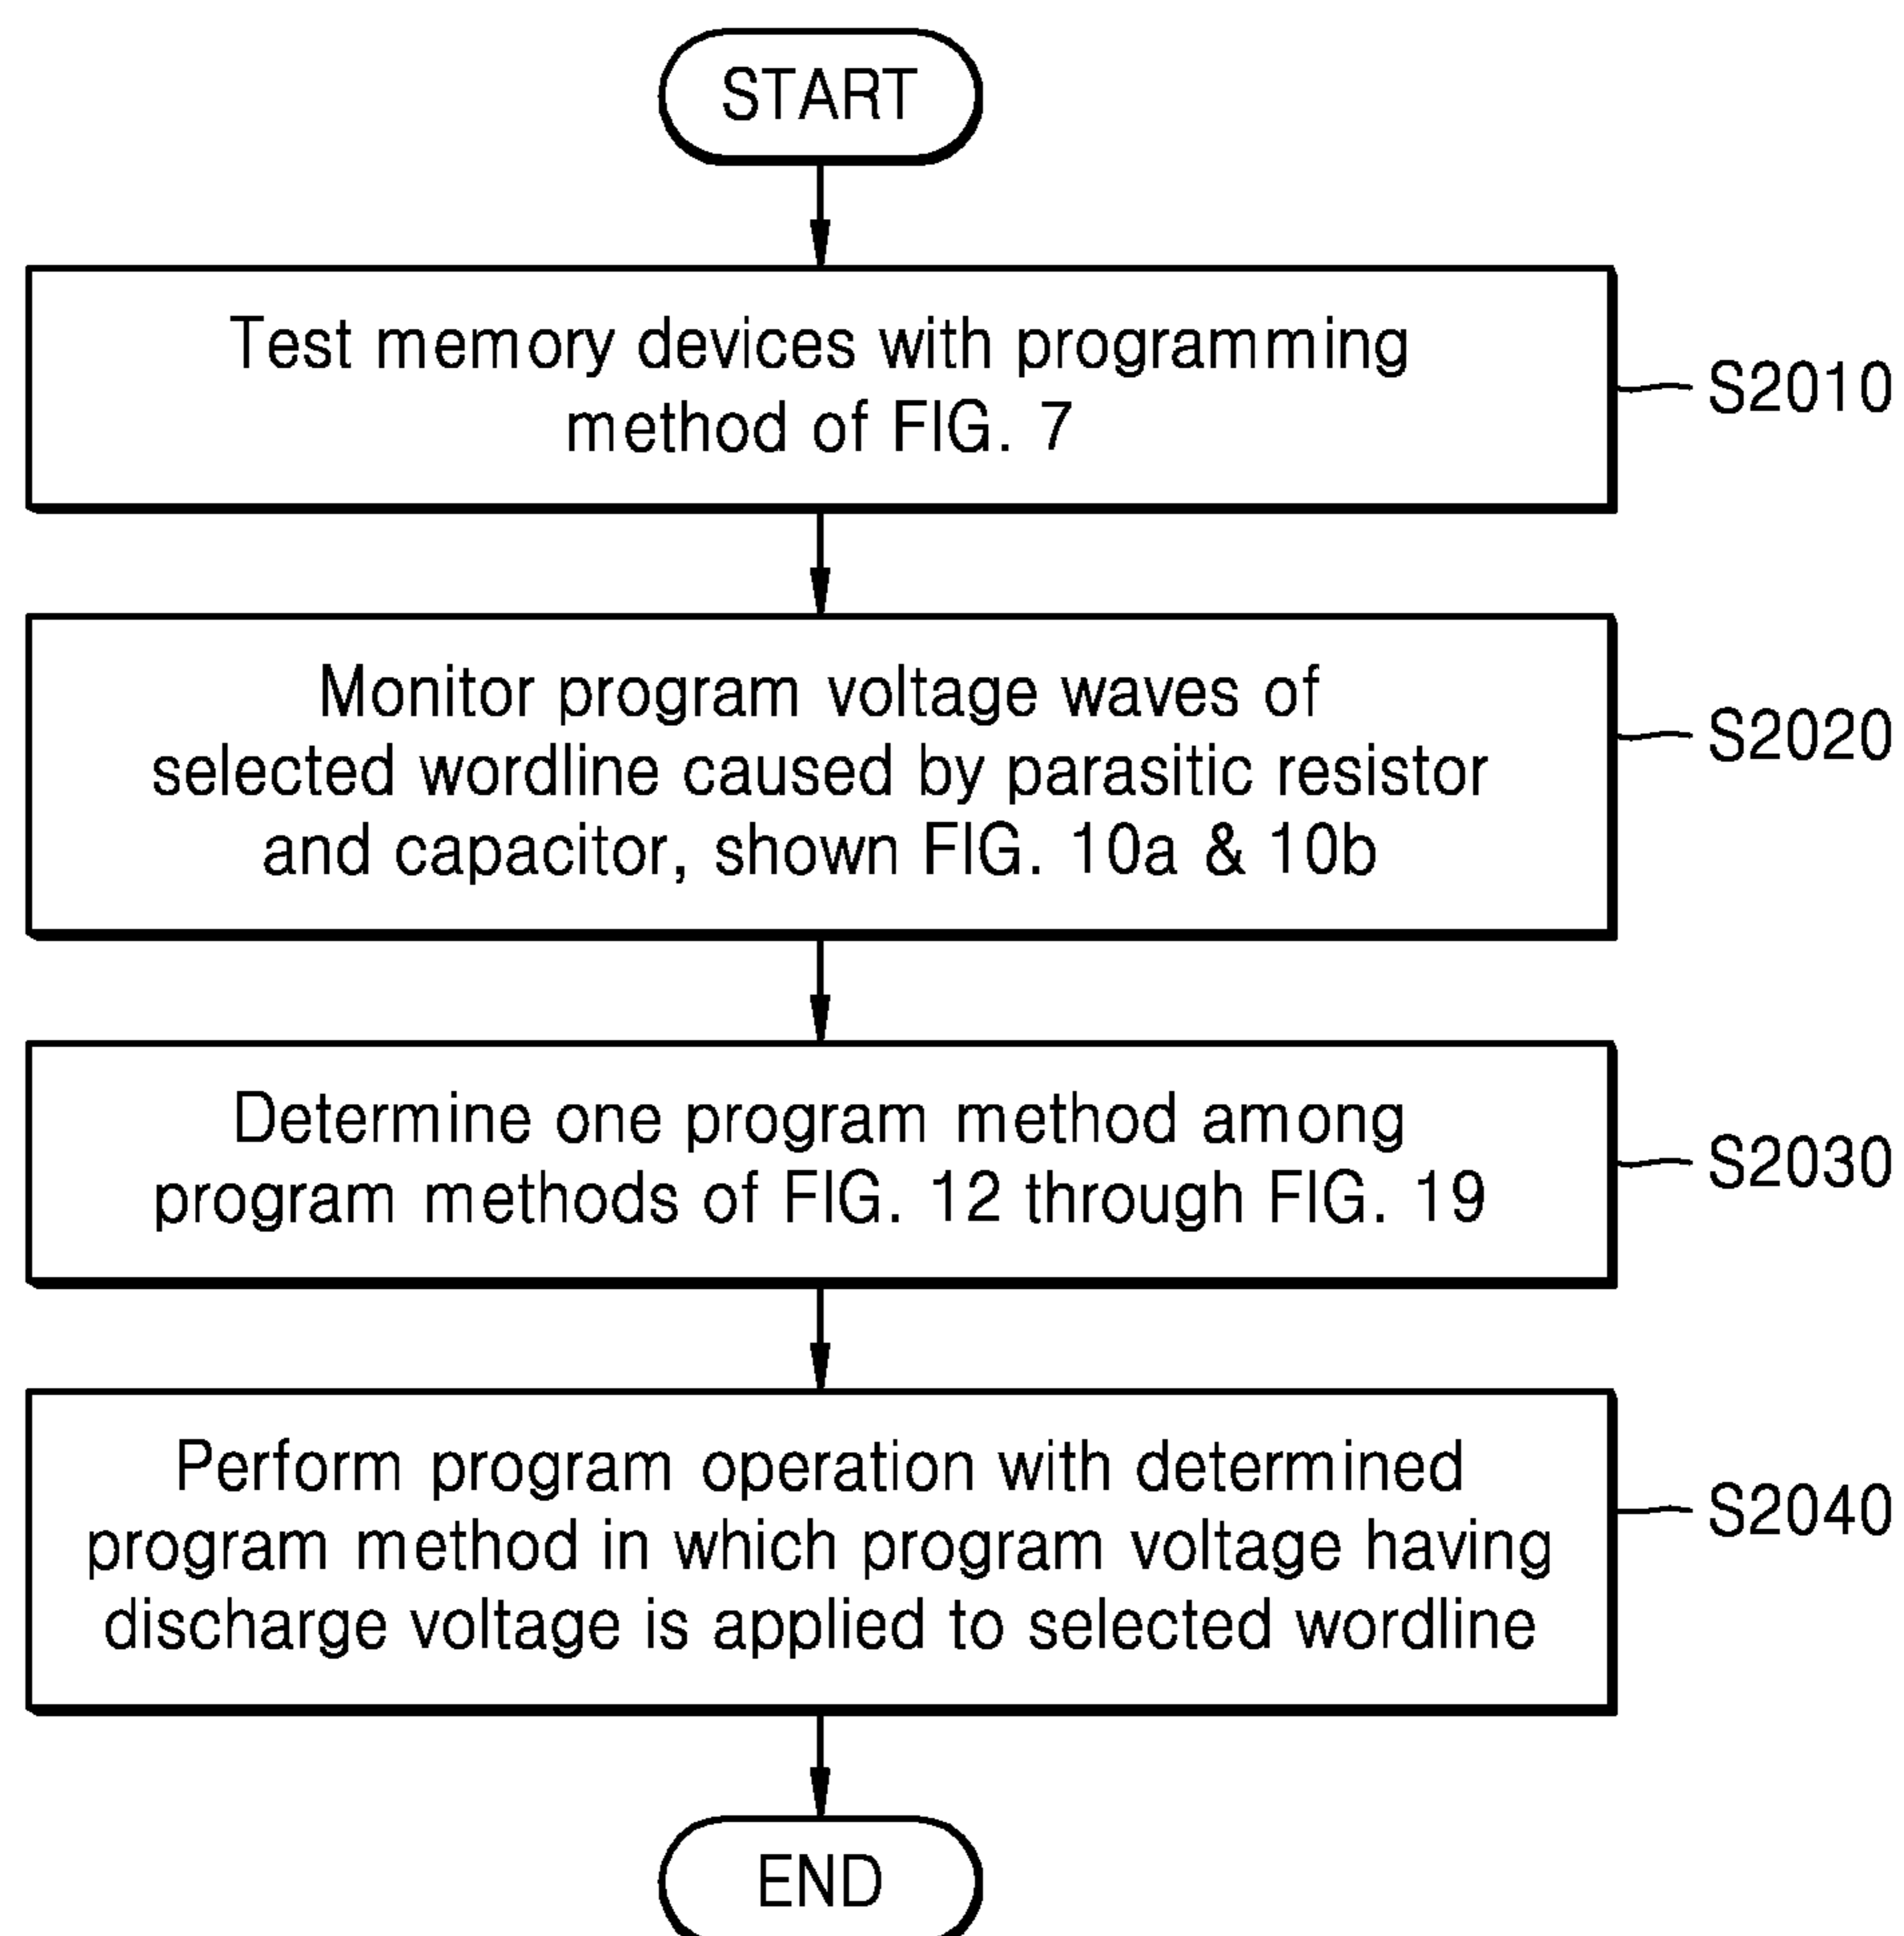 START
Test memory devices with programming
method of FIG. 7
S2010
Monitor program voltage waves of
selected wordline caused by parasitic resistor
and capacitor, shown FIG. 10a & 10b
S2020
Determine one program method among
program methods of FIG. 12 through FIG. 19
S2030
Perform program operation with determined
program method in which program voltage having
discharge voltage is applied to selected wordline
S2040
END